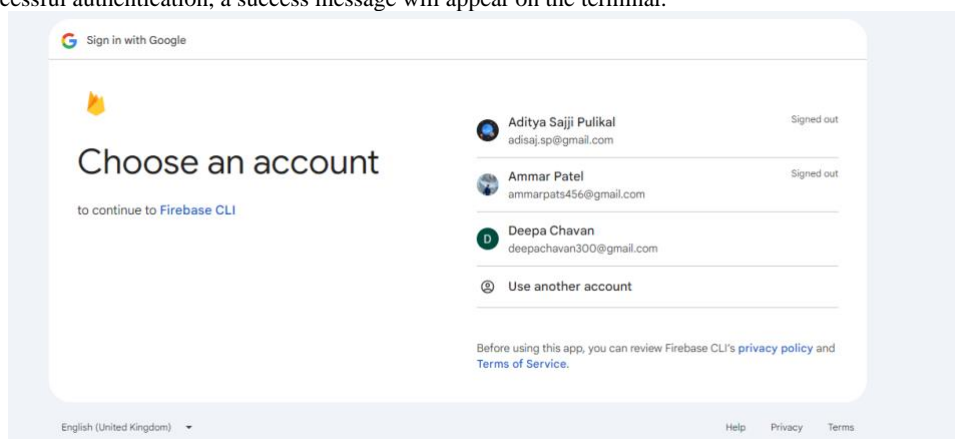 cessful authentication, a success message will appear on the terminal.
Sign in with Google
Choose an account
to continue to Firebase CLI
Aditya Sajji Pulikal
Signed out
adisaj.sp@gmail.com
Ammar Patel
Signed out
ammarpats456@gmail.com
D
Deepa Chavan
deepachavan300@gmail.com
Use another account
Before using this app, you can review Firebase CLI's privacy policy and
Terms of Service.
English (United Kingdom)
Help Privacy Terms